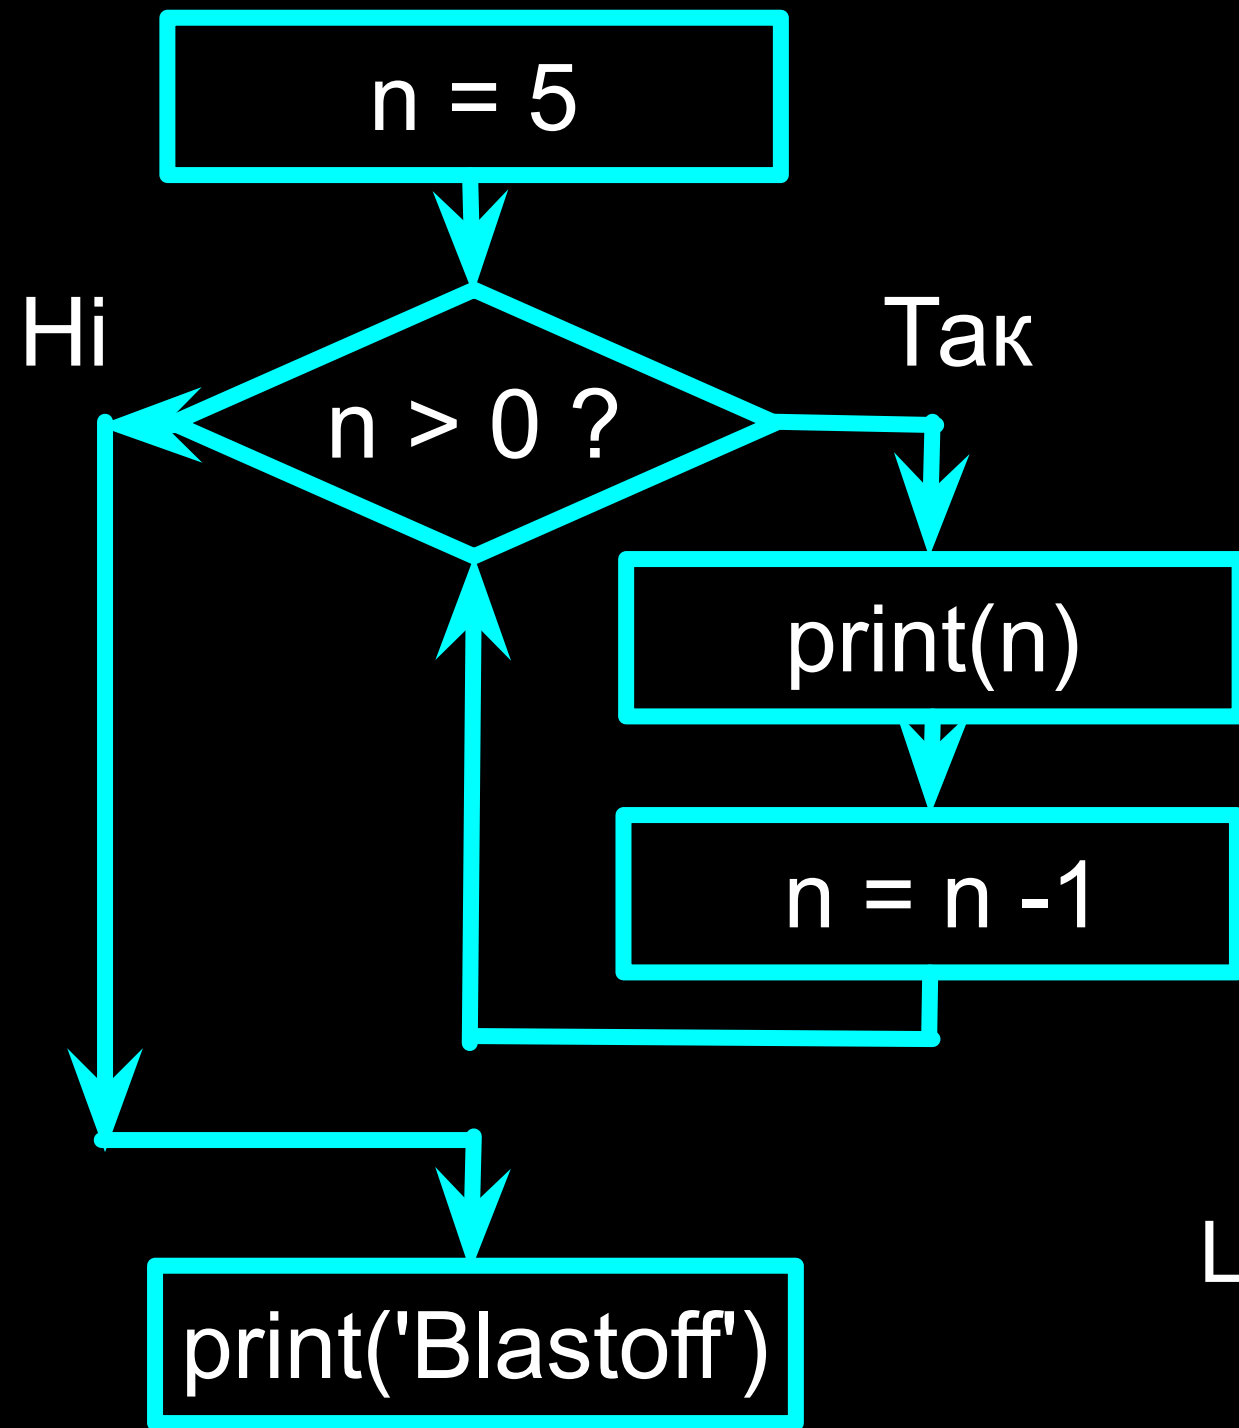 n = 5
Ні
Так
n > 0 ?
print(n)
n = n -1
print('Blastoff')